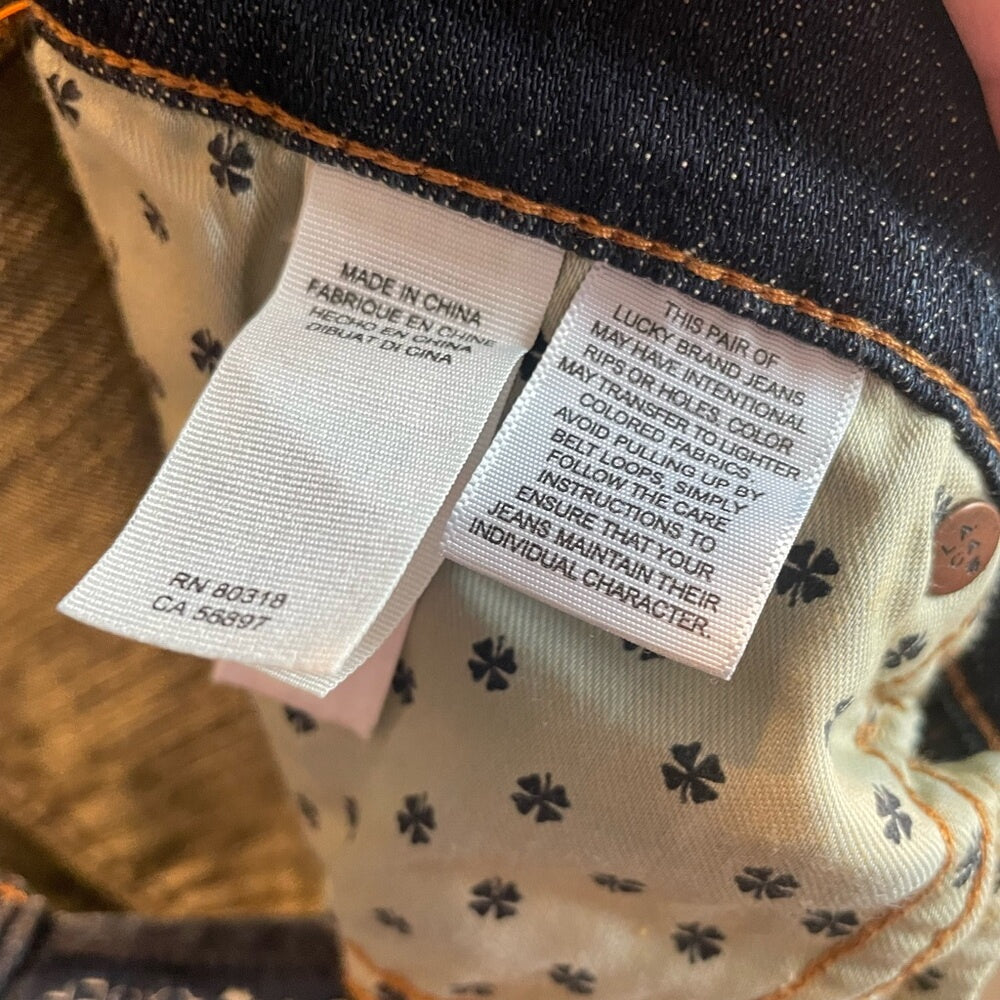 MADE IN CHINA
FABRIQUE EN CHINE
HECHO EN CHINA
DIBUAT DI CINA
RN 80318
CA 56897
THIS PAIR OF
LUCKY BRAND JEANS
MAY HAVE INTENTIONAL
RIPS OR HOLES. COLOR
MAY TRANSFER TO LIGHTER
COLORED FABRICS.
AVOID PULLING UP BY
BELT LOOPS. SIMPLY
FOLLOW THE CARE
INSTRUCTIONS TO
ENSURE THAT YOUR
JEANS MAINTAIN THEIR
INDIVIDUAL CHARACTER.